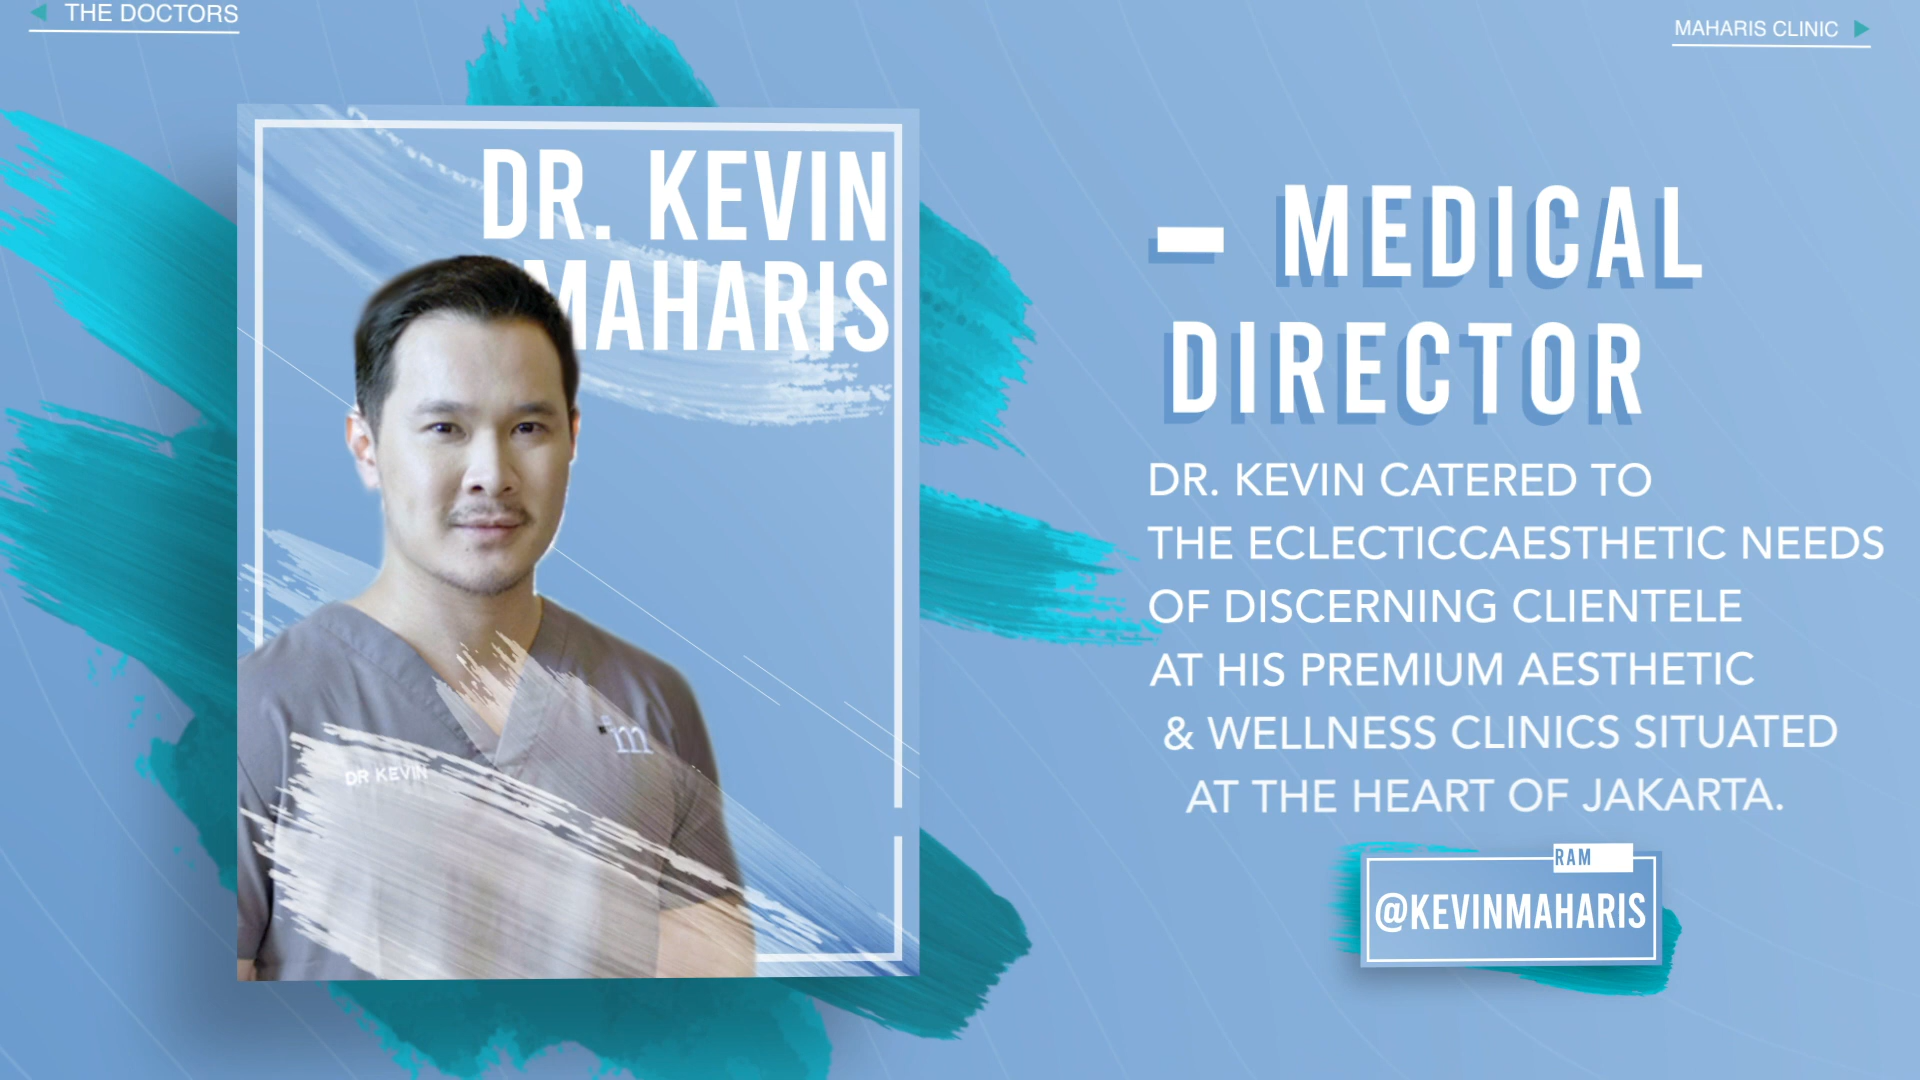 THE DOCTORS
MAHARIS CLINIC
DR. KEVIN
MAHARIS
DR KEVIN
m
- MEDICAL
DIRECTOR
DR. KEVIN CATERED TO
THE ECLECTICCAESTHETIC NEEDS
OF DISCERNING CLIENTELE
AT HIS PREMIUM AESTHETIC
& WELLNESS CLINICS SITUATED
AT THE HEART OF JAKARTA.
RAM
@KEVINMAHARIS